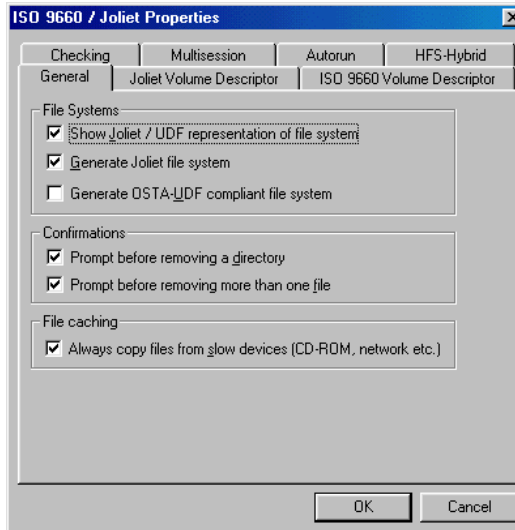 ISO 9660 / Joliet Properties
Checking Multisession Autorun HFS-Hybrid
General Joliet Volume Descriptor ISO 9660 Volume Descriptor
File Systems
Show Joliet / UDF representation of file system
Generate Joliet file system
Generate OSTA-UDF compliant file system
Confirmations
Prompt before removing a directory
Prompt before removing more than one file
File caching
Always copy files from slow devices (CD-ROM, network etc.)
OK Cancel